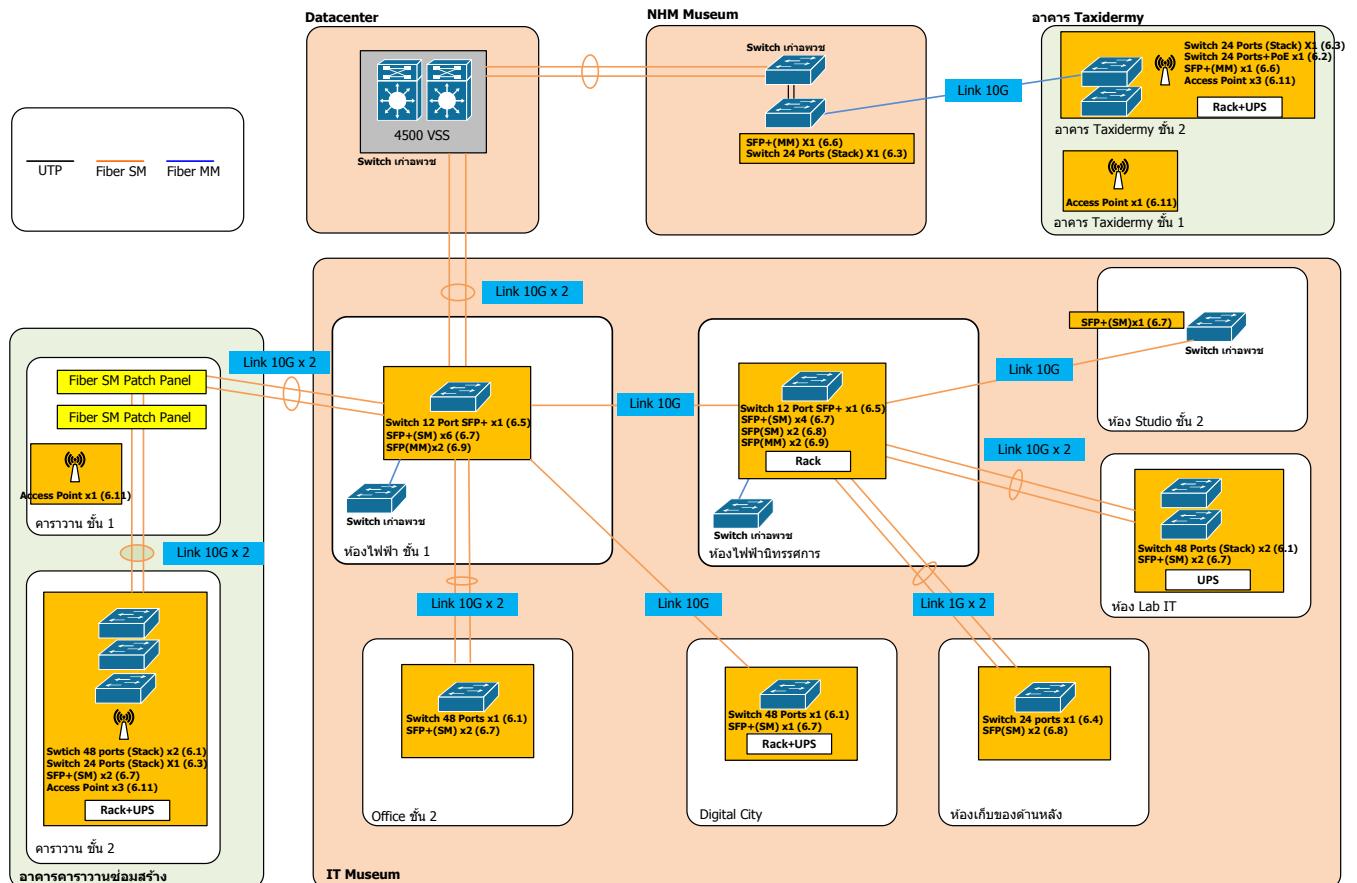 Datacenter
4500 VSS
Switch เก่าอพวช
NHM Museum
Switch เก่าอพวช
SFP+(MM) X1 (6.6)
Switch 24 Ports (Stack) X1 (6.3)
Link 10G
อาคาร Taxidermy
Switch 24 Ports (Stack) X1 (6.3)
Switch 24 Ports+PoE x1 (6.2)
SFP+(MM) x1 (6.6)
Access Point x3 (6.11)
Rack+UPS
อาคาร Taxidermy ชั้น 2
Access Point x1 (6.11)
อาคาร Taxidermy ชั้น 1
UTP
Fiber SM
Fiber MM
Link 10G x 2
Link 10G x 2
Fiber SM Patch Panel
Fiber SM Patch Panel
Access Point x1 (6.11)
คาราวาน ชั้น 1
Link 10G x 2
Swtich 48 ports (Stack) x2 (6.1)
Switch 24 Ports (Stack) X1 (6.3)
SFP+(SM) x2 (6.7)
Access Point x3 (6.11)
Rack+UPS
คาราวาน ชั้น 2
อาคารคาราวานซ่อมสร้าง
Switch 12 Port SFP+ x1 (6.5)
SFP+(SM) x6 (6.7)
SFP(MM)x2 (6.9)
Switch เก่าอพวช
ห้องไฟฟ้า ชั้น 1
Link 10G
Switch 12 Port SFP+ x1 (6.5)
SFP+(SM) x4 (6.7)
SFP(SM) x2 (6.8)
SFP(MM) x2 (6.9)
Rack
Switch เก่าอพวช
ห้องไฟฟ้านิทรรศการ
SFP+(SM)x1 (6.7)
Switch เก่าอพวช
Link 10G
ห้อง Studio ชั้น 2
Link 10G x 2
Switch 48 Ports (Stack) x2 (6.1)
SFP+(SM) x2 (6.7)
UPS
ห้อง Lab IT
Link 10G x 2
Link 10G
Link 1G x 2
Switch 48 Ports x1 (6.1)
SFP+(SM) x2 (6.7)
Office ชั้น 2
Switch 48 Ports x1 (6.1)
SFP+(SM) x1 (6.7)
Rack+UPS
Digital City
Switch 24 ports x1 (6.4)
SFP(SM) x2 (6.8)
ห้องเก็บของด้านหลัง
IT Museum